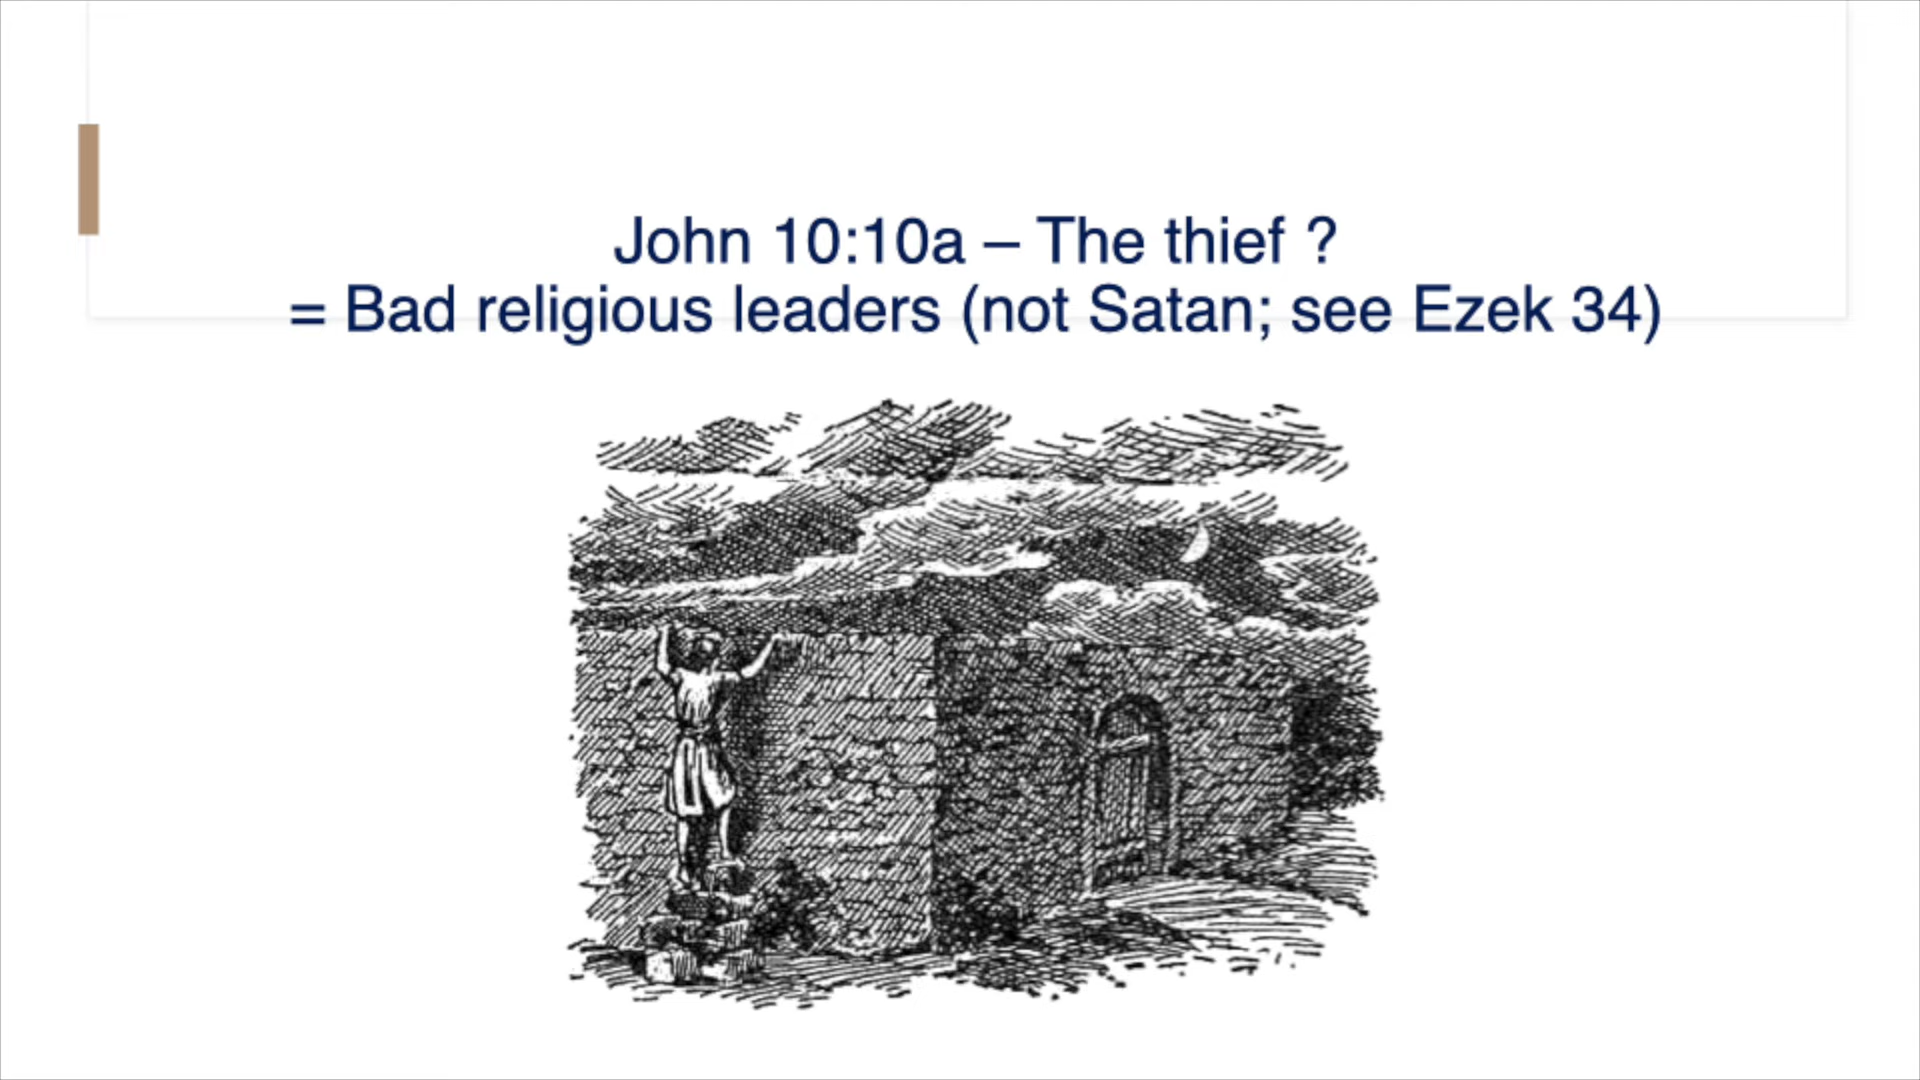 John 10:10a – The thief ?
= Bad religious leaders (not Satan; see Ezek 34)